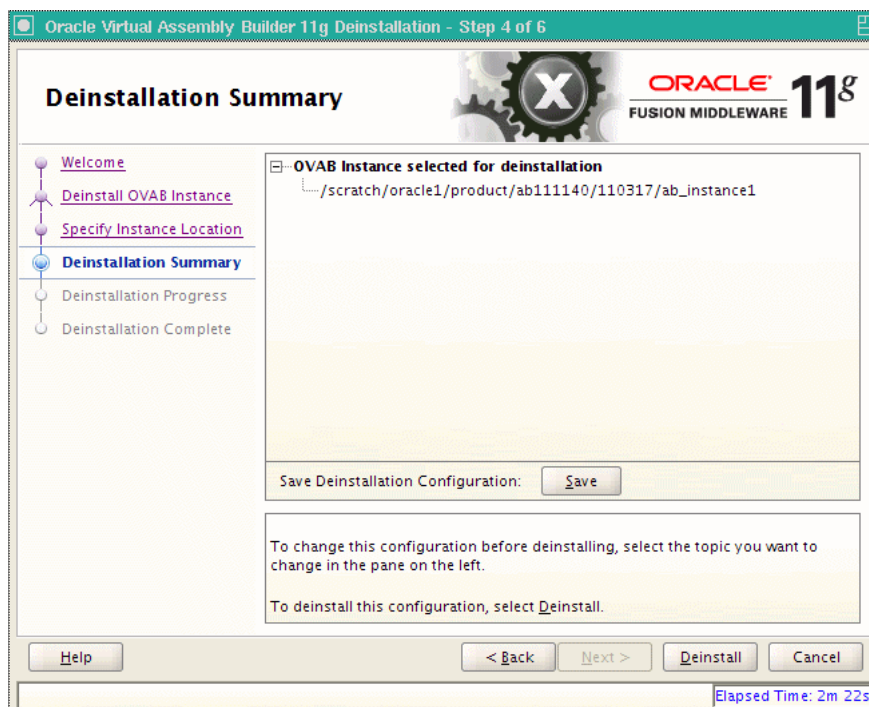 Oracle Virtual Assembly Builder 11g Deinstallation - Step 4 of 6
Deinstallation Summary
X
ORACLE
FUSION MIDDLEWARE
11g
Welcome
Deinstall OVAB Instance
Specify Instance Location
Deinstallation Summary
Deinstallation Progress
Deinstallation Complete
OVAB Instance selected for deinstallation
/scratch/oracle1/product/ab111140/110317/ab_instance1
Save Deinstallation Configuration:
Save
To change this configuration before deinstalling, select the topic you want to
change in the pane on the left.
To deinstall this configuration, select Deinstall.
Help
< Back
Next >
Deinstall
Cancel
Elapsed Time: 2m 22s